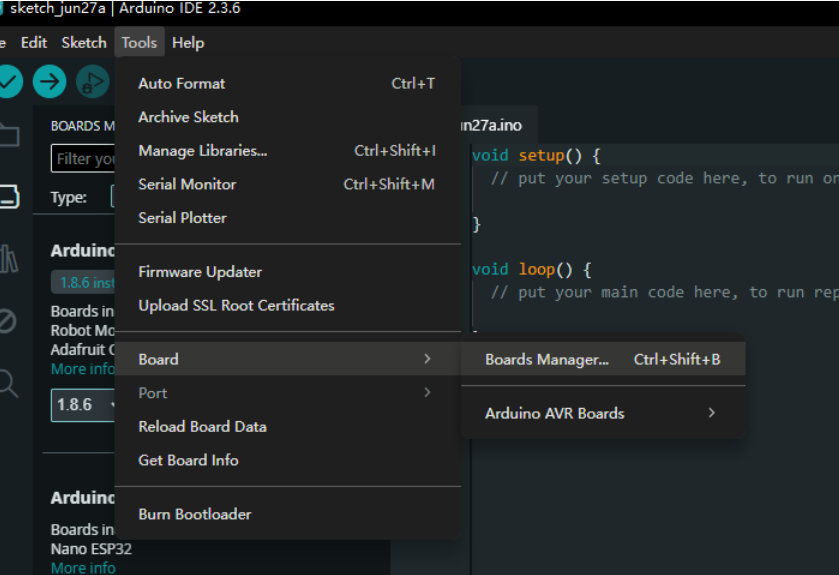 sketch_jun27a | Arduino IDE 2.3.6
Edit Sketch Tools Help
Auto Format Ctrl+T
Archive Sketch
Manage Libraries... Ctrl+Shift+I
Serial Monitor Ctrl+Shift+M
Serial Plotter
Firmware Updater
Upload SSL Root Certificates
Board >
Port >
Reload Board Data
Get Board Info
Burn Bootloader
Boards Manager... Ctrl+Shift+B
Arduino AVR Boards >
BOARDS M
Filter you
Type:
Arduino
1.8.6 inst
Boards in
Robot Mo
Adafruit C
More info
1.8.6
Arduino
Boards in
Nano ESP32
More info
un27a.ino
void setup() {
// put your setup code here, to run on
}
void loop() {
// put your main code here, to run rep